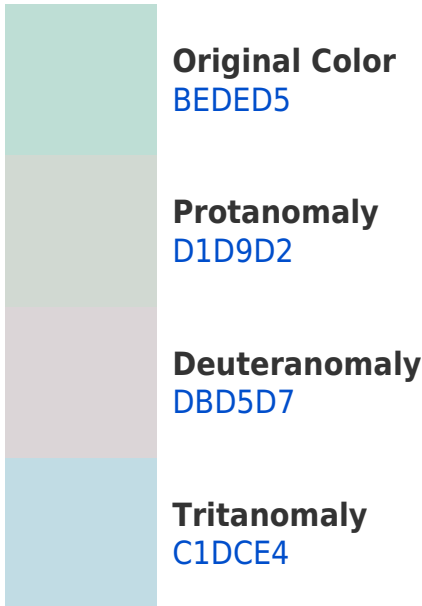 Original Color
BEDED5
Protanomaly
D1D9D2
Deuteranomaly
DBD5D7
Tritanomaly
C1DCE4